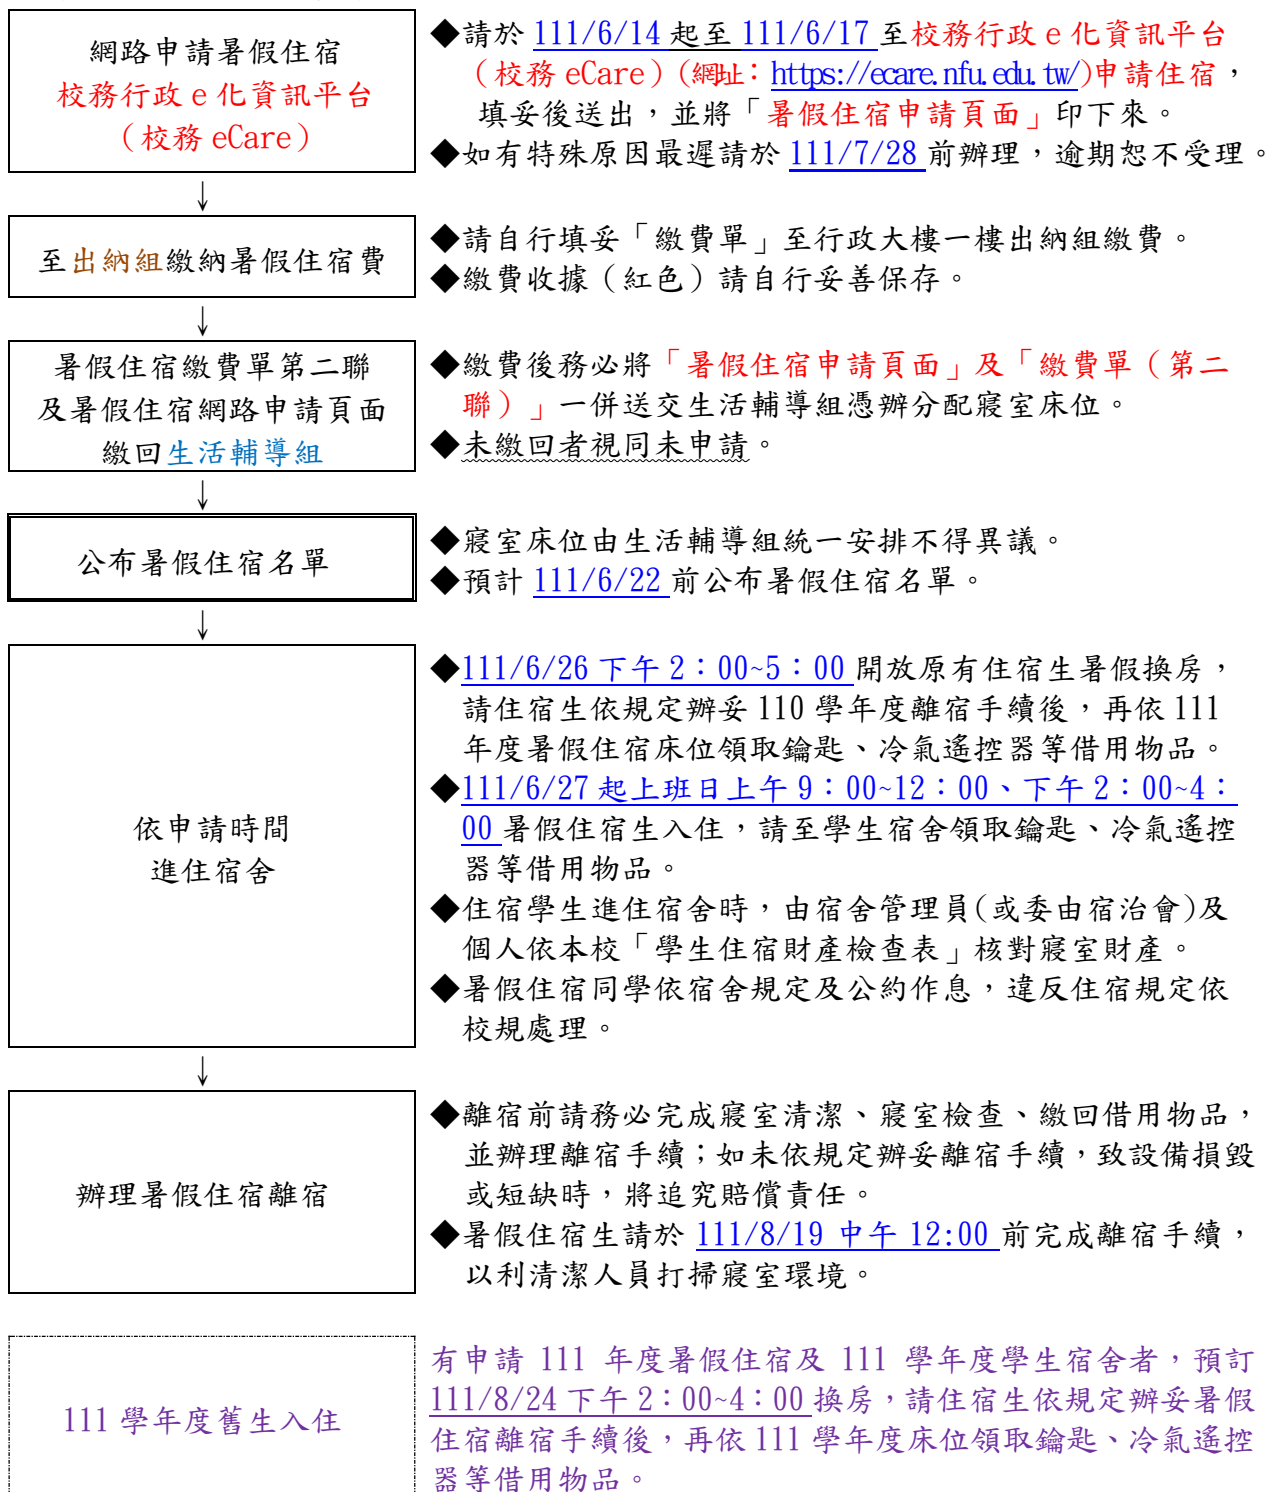 網路申請暑假住宿
校務行政 e 化資訊平台
（校務 eCare）
◆請於 111/6/14 起至 111/6/17 至校務行政 e 化資訊平台
（校務 eCare）(網址：https://ecare.nfu.edu.tw/)申請住宿，
填妥後送出，並將「暑假住宿申請頁面」印下來。
◆如有特殊原因最遲請於 111/7/28 前辦理，逾期恕不受理。
↓
至出納組繳納暑假住宿費
◆請自行填妥「繳費單」至行政大樓一樓出納組繳費。
◆繳費收據（紅色）請自行妥善保存。
↓
暑假住宿繳費單第二聯
及暑假住宿網路申請頁面
繳回生活輔導組
◆繳費後務必將「暑假住宿申請頁面」及「繳費單（第二
聯）」一併送交生活輔導組憑辦分配寢室床位。
◆未繳回者視同未申請。
↓
公布暑假住宿名單
◆寢室床位由生活輔導組統一安排不得異議。
◆預計 111/6/22 前公布暑假住宿名單。
↓
依申請時間
進住宿舍
◆111/6/26 下午 2：00~5：00 開放原有住宿生暑假換房，
請住宿生依規定辦妥 110 學年度離宿手續後，再依 111
年度暑假住宿床位領取鑰匙、冷氣遙控器等借用物品。
◆111/6/27 起上班日上午 9：00~12：00、下午 2：00~4：
00 暑假住宿生入住，請至學生宿舍領取鑰匙、冷氣遙控
器等借用物品。
◆住宿學生進住宿舍時，由宿舍管理員(或委由宿治會)及
個人依本校「學生住宿財產檢查表」核對寢室財產。
◆暑假住宿同學依宿舍規定及公約作息，違反住宿規定依
校規處理。
↓
辦理暑假住宿離宿
◆離宿前請務必完成寢室清潔、寢室檢查、繳回借用物品，
並辦理離宿手續；如未依規定辦妥離宿手續，致設備損毀
或短缺時，將追究賠償責任。
◆暑假住宿生請於 111/8/19 中午 12:00 前完成離宿手續，
以利清潔人員打掃寢室環境。
111 學年度舊生入住
有申請 111 年度暑假住宿及 111 學年度學生宿舍者，預訂
111/8/24 下午 2：00~4：00 換房，請住宿生依規定辦妥暑假
住宿離宿手續後，再依 111 學年度床位領取鑰匙、冷氣遙控
器等借用物品。